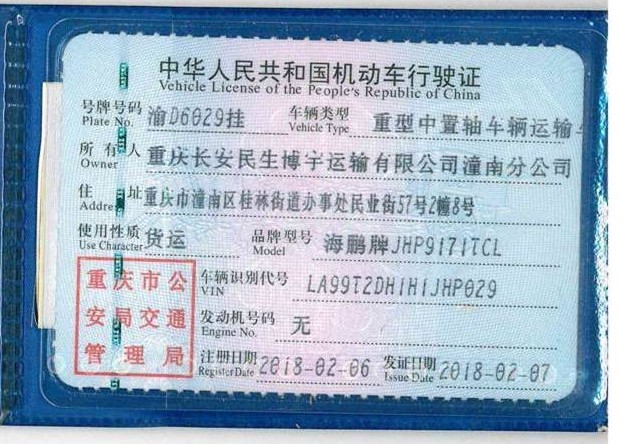 中华人民共和国机动车行驶证
Vehicle License of the People's Republic of China
号牌号码 渝D6029挂 车辆类型 重型中置轴车辆运输
Plate No. Vehicle Type
所有人 重庆长安民生博宇运输有限公司潼南分公司
Owner
住址 重庆市潼南区桂林街道办事处民业街57号2幢8号
Address
使用性质 货运 品牌型号 海鹏牌JHP9171TCL
Use Character Model
重庆市公 车辆识别代号 LA99T2DH1H1JHP029
VIN
安局交通 发动机号码 无
Engine No.
管理局 注册日期 2018-02-06 发证日期 2018-02-07
Register Date Issue Date